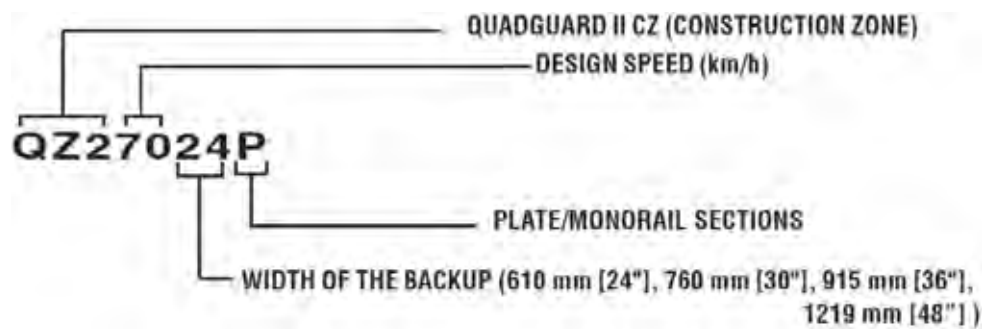 QUADGUARD II CZ (CONSTRUCTION ZONE)
DESIGN SPEED (km/h)
QZ27024P
PLATE/MONORAIL SECTIONS
WIDTH OF THE BACKUP (610 mm [24"], 760 mm [30"], 915 mm [36"],
1219 mm [48"] )